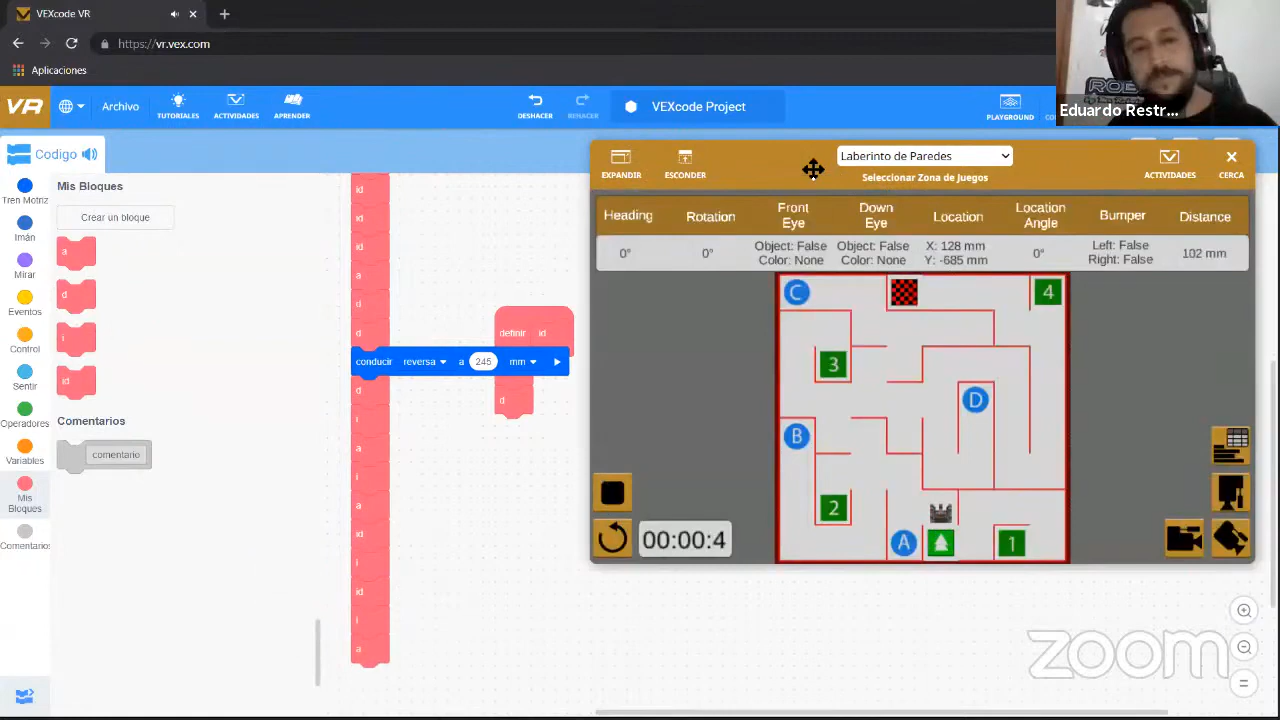 VEXcode VR
https://vr.vex.com
Aplicaciones
VR
Archivo
TUTORIALES
ACTIVIDADES
APRENDER
DESHACER
REHACER
VEXcode Project
PLAYGROUND
Eduardo Restr...
Codigo
Tren Motriz
Imán
Mirar
Eventos
Control
Sentir
Operadores
Variables
Mis
Bloques
Comentarios
Mis Bloques
Crear un bloque
a
d
i
id
Comentarios
comentario
id
id
id
a
d
d
conducir reversa a 245 mm
d
i
a
i
a
id
i
id
i
a
definir id
d
EXPANDIR
ESCONDER
Laberinto de Paredes
Seleccionar Zona de Juegos
ACTIVIDADES
CERCA
Heading Rotation Front Eye Down Eye Location Location Angle Bumper Distance
0° 0° Object: False Color: None Object: False Color: None X: 128 mm Y: -685 mm 0° Left: False Right: False 102 mm
C
4
3
D
B
2
A
1
00:00:4
zoom